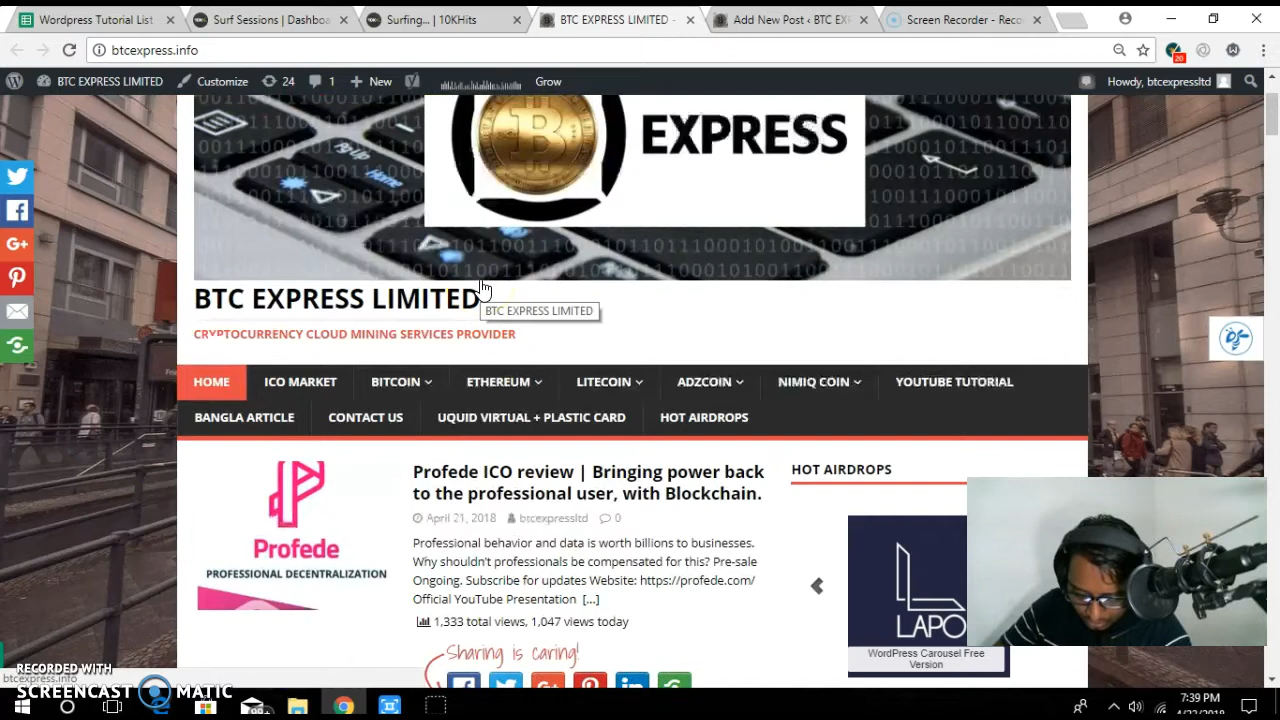 Wordpress Tutorial List
Surf Sessions | Dashboa
Surfing... | 10KHits
BTC EXPRESS LIMITED -
Add New Post ‹ BTC EX
Screen Recorder - Reco
btcexpress.info
20
BTC EXPRESS LIMITED
Customize
24
1
New
Grow
Howdy, btcexpressltd
EXPRESS
BTC EXPRESS LIMITED
BTC EXPRESS LIMITED
CRYPTOCURRENCY CLOUD MINING SERVICES PROVIDER
HOME
ICO MARKET
BITCOIN
ETHEREUM
LITECOIN
ADZCOIN
NIMIQ COIN
YOUTUBE TUTORIAL
BANGLA ARTICLE
CONTACT US
UQUID VIRTUAL + PLASTIC CARD
HOT AIRDROPS
Profede
PROFESSIONAL DECENTRALIZATION
Profede ICO review | Bringing power back
to the professional user, with Blockchain.
April 21, 2018 btcexpressltd 0
Professional behavior and data is worth billions to businesses.
Why shouldn't professionals be compensated for this? Pre-sale
Ongoing. Subscribe for updates Website: https://profede.com/
Official YouTube Presentation [...]
1,333 total views, 1,047 views today
Sharing is caring!
HOT AIRDROPS
LAPO
WordPress Carousel Free
Version
RECORDED WITH
SCREENCAST MATIC
btcexpress.info
7:39 PM